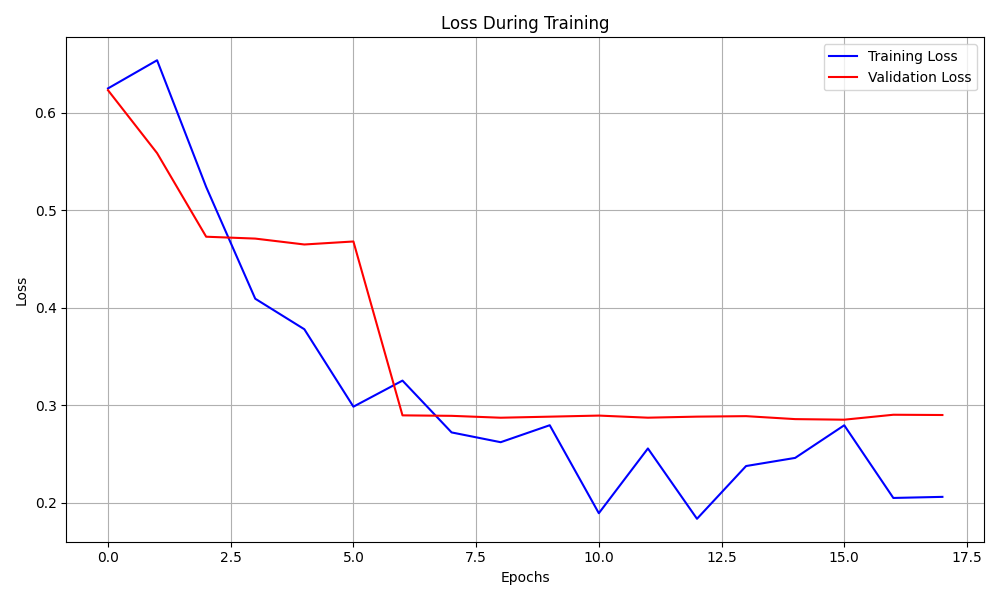 Loss During Training
Training Loss
Validation Loss
Loss
0.6
0.5
0.4
0.3
0.2
0.0 2.5 5.0 7.5 10.0 12.5 15.0 17.5
Epochs